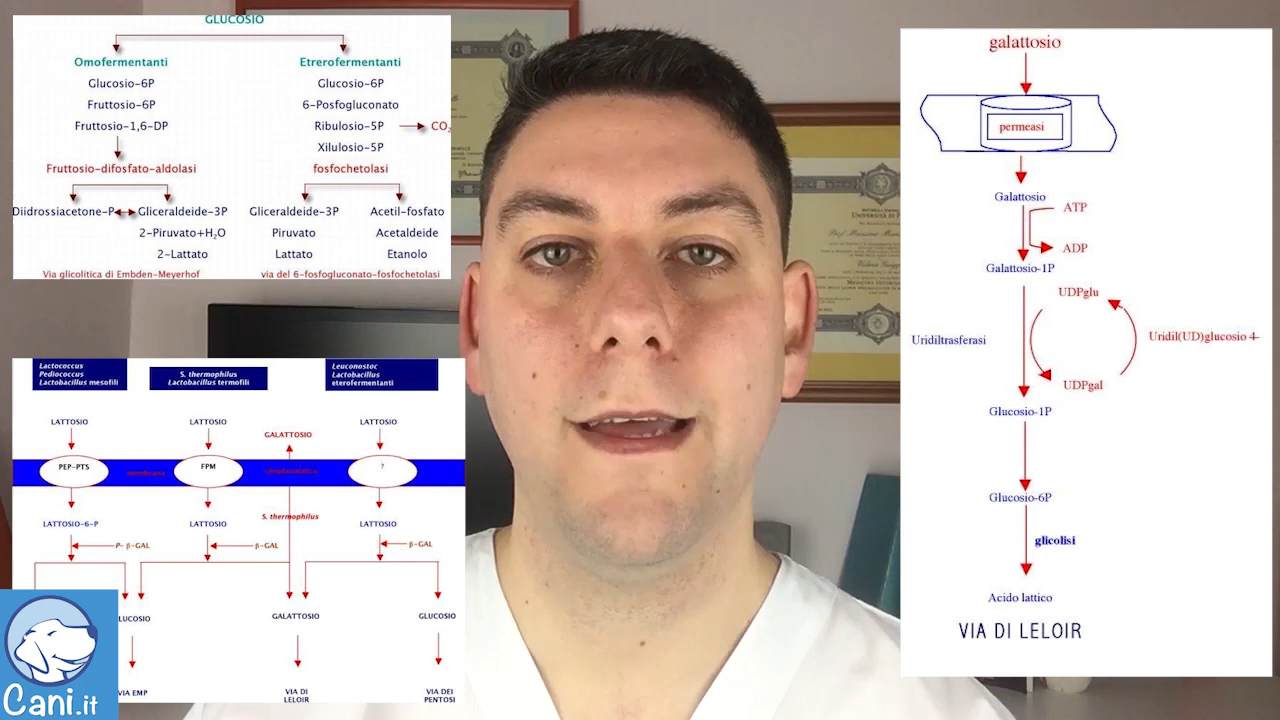 GLUCOSIO
Omofermentanti
Glucosio-6P
Fruttosio-6P
Fruttosio-1,6-DP
Fruttosio-difosfato-aldolasi
Diidrossiacetone-P
Gliceraldeide-3P
2-Piruvato+H₂O
2-Lattato
Via glicolitica di Embden-Meyerhof
Etrerofermentanti
Glucosio-6P
6-Posfogluconato
Ribulosio-5P
CO₂
Xilulosio-5P
fosfochetolasi
Gliceraldeide-3P
Piruvato
Lattato
Acetil-fosfato
Acetaldeide
Etanolo
via del 6-fosfogluconato-fosfochetolasi
Lactococcus
Pediococcus
Lactobacillus mesofili
S. thermophilus
Lactobacillus termofili
Leuconostoc
Lactobacillus
eterofermentanti
LATTOSIO
LATTOSIO
GALATTOSIO
LATTOSIO
PEP-PTS
membrana
FPM
citoplasmatica
?
LATTOSIO-6-P
LATTOSIO
S. thermophilus
LATTOSIO
P- β-GAL
β-GAL
β-GAL
LUCOSIO
GALATTOSIO
GLUCOSIO
VIA EMP
VIA DI
LELOIR
VIA DEI
PENTOSI
galattosio
permeasi
Galattosio
ATP
ADP
Galattosio-1P
UDPglu
Uridiltrasferasi
Uridil(UD)glucosio 4-
UDPgal
Glucosio-1P
Glucosio-6P
glicolisi
Acido lattico
VIA DI LELOIR
Cani.it